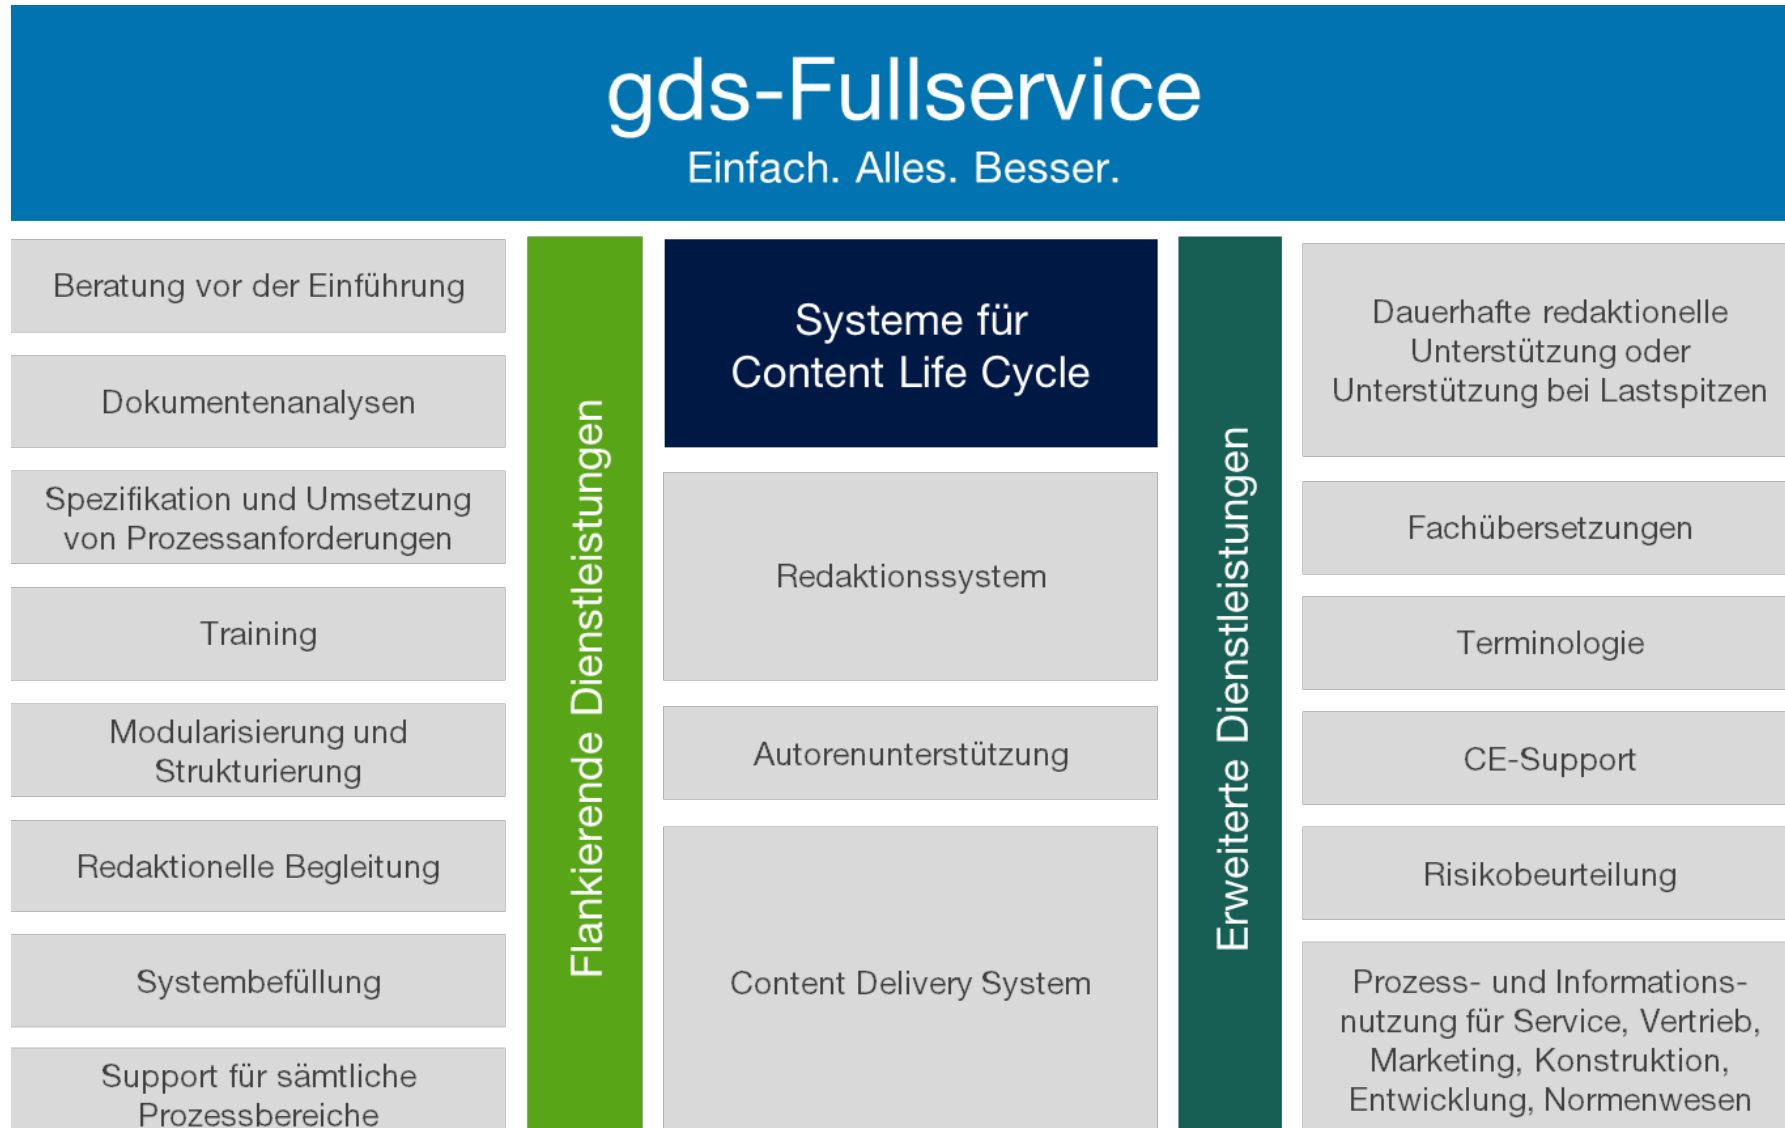 gds-Fullservice
Einfach. Alles. Besser.
Beratung vor der Einführung
Dokumentenanalysen
Spezifikation und Umsetzung
von Prozessanforderungen
Training
Modularisierung und
Strukturierung
Redaktionelle Begleitung
Systembefüllung
Support für sämtliche
Prozessbereiche
Flankierende Dienstleistungen
Systeme für
Content Life Cycle
Redaktionssystem
Autorenunterstützung
Content Delivery System
Erweiterte Dienstleistungen
Dauerhafte redaktionelle
Unterstützung oder
Unterstützung bei Lastspitzen
Fachübersetzungen
Terminologie
CE-Support
Risikobeurteilung
Prozess- und Informations-
nutzung für Service, Vertrieb,
Marketing, Konstruktion,
Entwicklung, Normenwesen